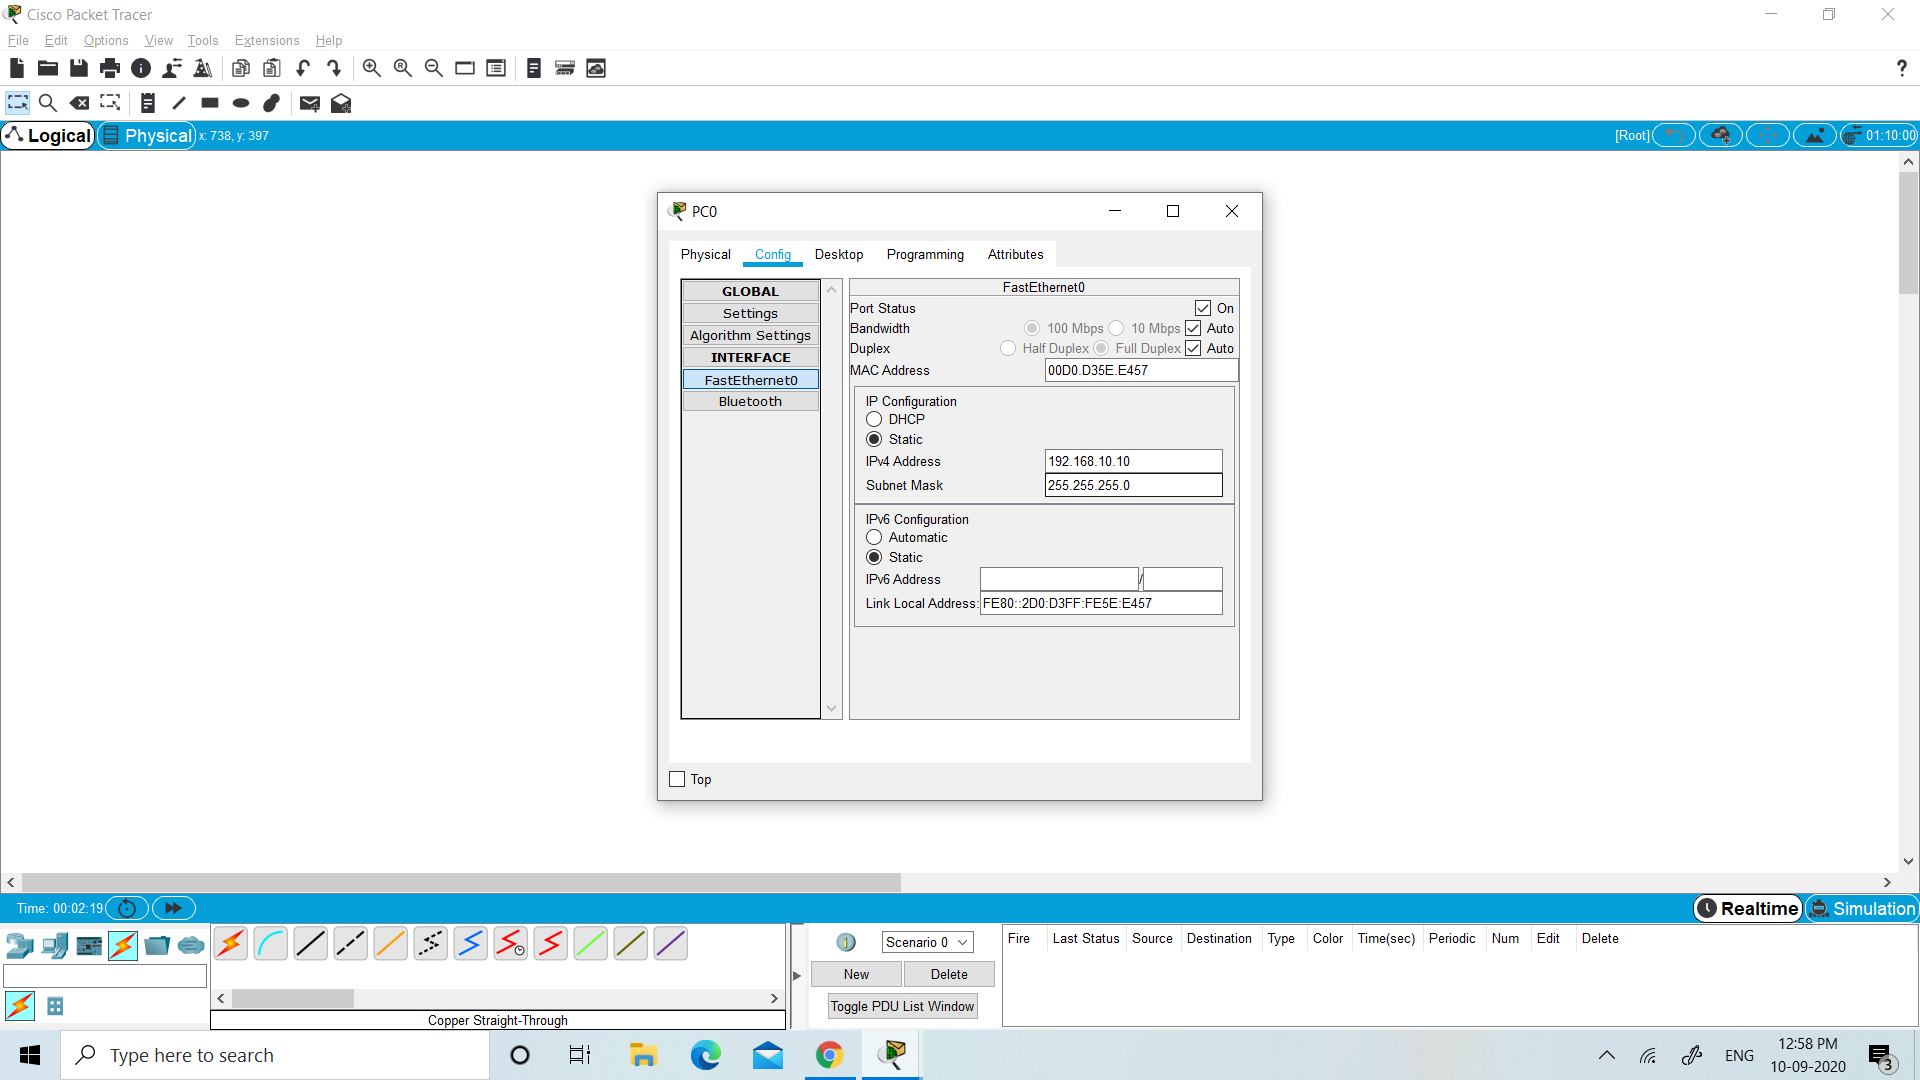 Cisco Packet Tracer
File Edit Options View Tools Extensions Help
?
Logical Physical x: 738, y: 397 [Root] 01:10:00
PC0
Physical Config Desktop Programming Attributes
GLOBAL
Settings
Algorithm Settings
INTERFACE
FastEthernet0
Bluetooth
FastEthernet0
Port Status On
Bandwidth 100 Mbps 10 Mbps Auto
Duplex Half Duplex Full Duplex Auto
MAC Address 00D0.D35E.E457
IP Configuration
DHCP
Static
IPv4 Address 192.168.10.10
Subnet Mask 255.255.255.0
IPv6 Configuration
Automatic
Static
IPv6 Address /
Link Local Address: FE80::2D0:D3FF:FE5E:E457
Top
Time: 00:02:19 Realtime Simulation
Scenario 0
New Delete
Toggle PDU List Window
Fire Last Status Source Destination Type Color Time(sec) Periodic Num Edit Delete
Copper Straight-Through
Type here to search
ENG
12:58 PM
10-09-2020
3